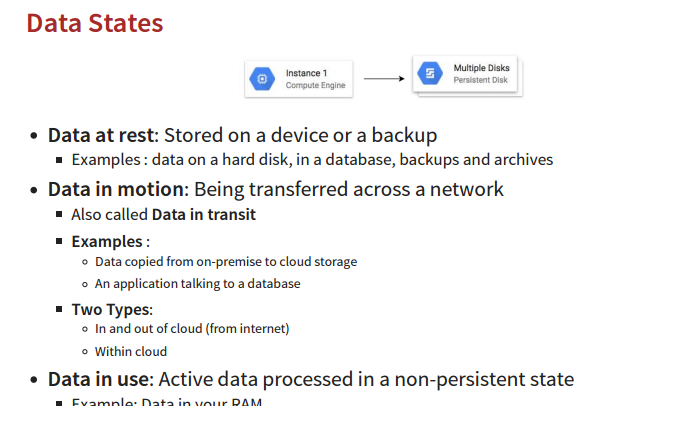 Data States
Instance 1
Compute Engine
Multiple Disks
Persistent Disk
Data at rest: Stored on a device or a backup
Examples : data on a hard disk, in a database, backups and archives
Data in motion: Being transferred across a network
Also called Data in transit
Examples :
Data copied from on-premise to cloud storage
An application talking to a database
Two Types:
In and out of cloud (from internet)
Within cloud
Data in use: Active data processed in a non-persistent state
Example: Data in your RAM